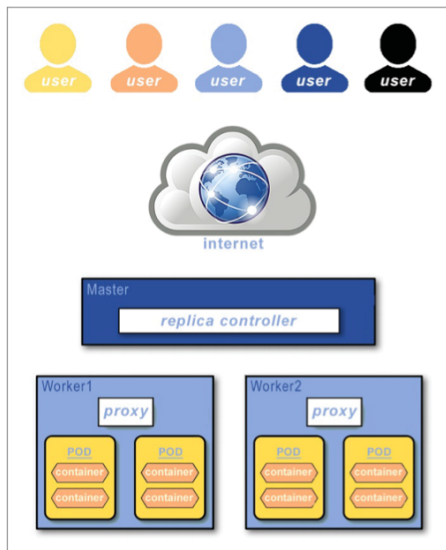 user user user user user
internet
Master
replica controller
Worker1
proxy
POD POD
container container
container container
Worker2
proxy
POD POD
container container
container container